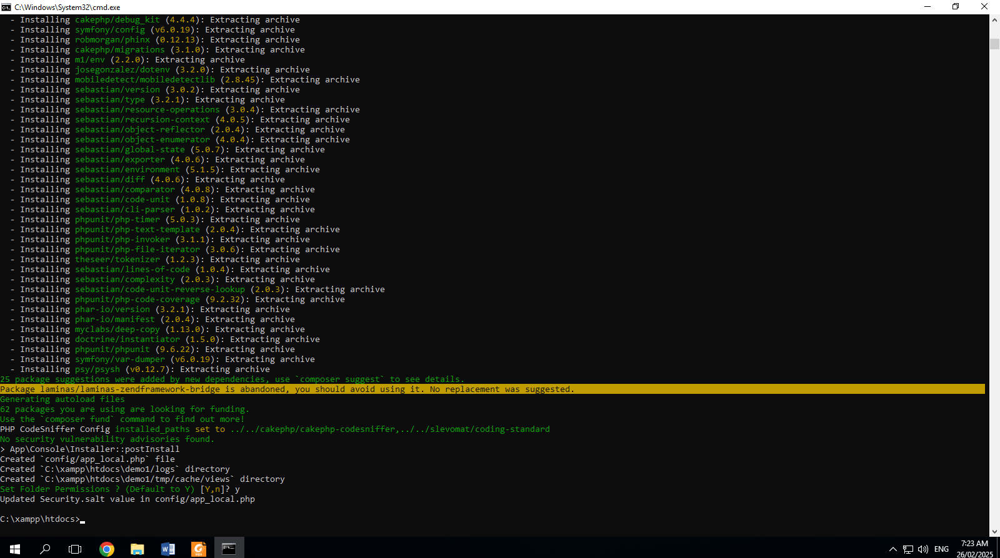 C:\Windows\System32\cmd.exe
- Installing cakephp/debug_kit (4.4.4): Extracting archive
- Installing symfony/config (v6.0.19): Extracting archive
- Installing robmorgan/phinx (0.12.13): Extracting archive
- Installing cakephp/migrations (3.1.0): Extracting archive
- Installing m1/env (2.2.0): Extracting archive
- Installing josegonzalez/dotenv (3.2.0): Extracting archive
- Installing mobiledetect/mobiledetectlib (2.8.45): Extracting archive
- Installing sebastian/version (3.0.2): Extracting archive
- Installing sebastian/type (3.2.1): Extracting archive
- Installing sebastian/resource-operations (3.0.4): Extracting archive
- Installing sebastian/recursion-context (4.0.5): Extracting archive
- Installing sebastian/object-reflector (2.0.4): Extracting archive
- Installing sebastian/object-enumerator (4.0.4): Extracting archive
- Installing sebastian/global-state (5.0.7): Extracting archive
- Installing sebastian/exporter (4.0.6): Extracting archive
- Installing sebastian/environment (5.1.5): Extracting archive
- Installing sebastian/diff (4.0.6): Extracting archive
- Installing sebastian/comparator (4.0.8): Extracting archive
- Installing sebastian/code-unit (1.0.8): Extracting archive
- Installing sebastian/cli-parser (1.0.2): Extracting archive
- Installing phpunit/php-timer (5.0.3): Extracting archive
- Installing phpunit/php-text-template (2.0.4): Extracting archive
- Installing phpunit/php-invoker (3.1.1): Extracting archive
- Installing phpunit/php-file-iterator (3.0.6): Extracting archive
- Installing theseer/tokenizer (1.2.3): Extracting archive
- Installing sebastian/lines-of-code (1.0.4): Extracting archive
- Installing sebastian/complexity (2.0.3): Extracting archive
- Installing sebastian/code-unit-reverse-lookup (2.0.3): Extracting archive
- Installing phpunit/php-code-coverage (9.2.32): Extracting archive
- Installing phar-io/version (3.2.1): Extracting archive
- Installing phar-io/manifest (2.0.4): Extracting archive
- Installing myclabs/deep-copy (1.13.0): Extracting archive
- Installing doctrine/instantiator (1.5.0): Extracting archive
- Installing phpunit/phpunit (9.6.22): Extracting archive
- Installing symfony/var-dumper (v6.0.19): Extracting archive
- Installing psy/psysh (v0.12.7): Extracting archive
25 package suggestions were added by new dependencies, use `composer suggest` to see details.
Package laminas/laminas-zendframework-bridge is abandoned, you should avoid using it. No replacement was suggested.
Generating autoload files
62 packages you are using are looking for funding.
Use the `composer fund` command to find out more!
PHP CodeSniffer Config installed_paths set to ../../cakephp/cakephp-codesniffer,../../slevomat/coding-standard
No security vulnerability advisories found.
> App\Console\Installer::postInstall
Created `config/app_local.php` file
Created `C:\xampp\htdocs\demo1/logs` directory
Created `C:\xampp\htdocs\demo1/tmp/cache/views` directory
Set Folder Permissions ? (Default to Y) [Y,n]? y
Updated Security.salt value in config/app_local.php
C:\xampp\htdocs>
ENG
7:23 AM
26/02/2025